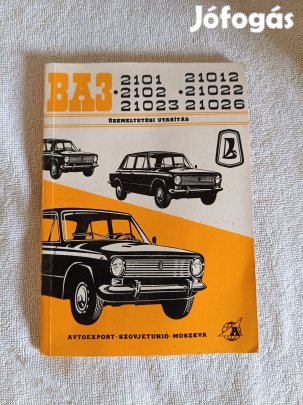 Jófogás
ВАЗ · 2101 21012
· 2102 · 21022
21023 21026
ÜZEMELTETÉSI UTASÍTÁS
AVTOEXPORT · SZOVJETUNIÓ · MOSZKVA